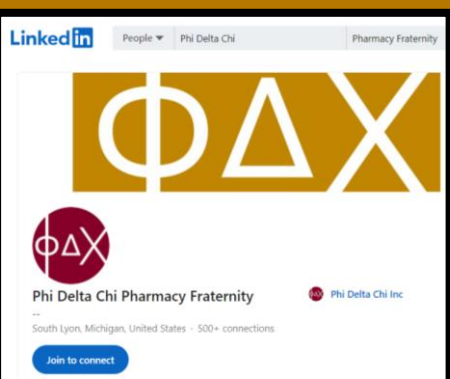 Linked in People Phi Delta Chi Pharmacy Fraternity
ΦΔΧ
ΦΔΧ
Phi Delta Chi Pharmacy Fraternity ΦΔΧ Phi Delta Chi Inc
--
South Lyon, Michigan, United States · 500+ connections
Join to connect